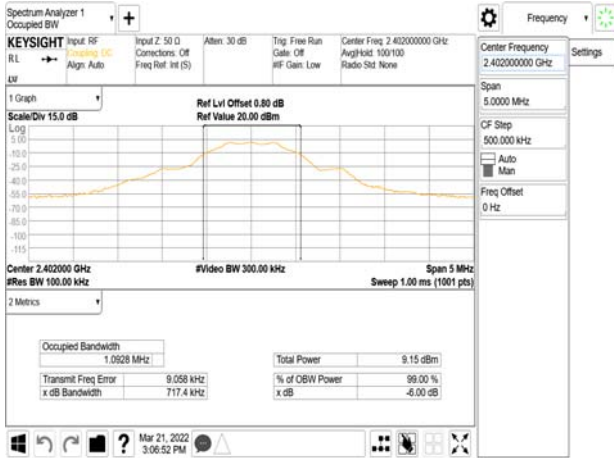 Spectrum Analyzer 1
Occupied BW
+
KEYSIGHT
RL
Input: RF
Coupling: DC
Align: Auto
Input Z: 50 Ω
Corrections: Off
Freq Ref: Int (S)
Atten: 30 dB
Trig: Free Run
Gate: Off
#IF Gain: Low
Center Freq: 2.402000000 GHz
Avg|Hold: 100/100
Radio Std: None
1 Graph
Scale/Div 15.0 dB
Ref Lvl Offset 0.80 dB
Ref Value 20.00 dBm
Log
5.00
-10.0
-25.0
-40.0
-55.0
-70.0
-85.0
-100
-115
Center 2.402000 GHz
#Video BW 300.00 kHz
Span 5 MHz
#Res BW 100.00 kHz
Sweep 1.00 ms (1001 pts)
2 Metrics
Occupied Bandwidth
1.0928 MHz
Total Power
9.15 dBm
Transmit Freq Error
9.058 kHz
% of OBW Power
99.00 %
x dB Bandwidth
717.4 kHz
x dB
-6.00 dB
?
Mar 21, 2022
3:06:52 PM
Frequency
Settings
Center Frequency
2.402000000 GHz
Span
5.0000 MHz
CF Step
500.000 kHz
Auto
Man
Freq Offset
0 Hz